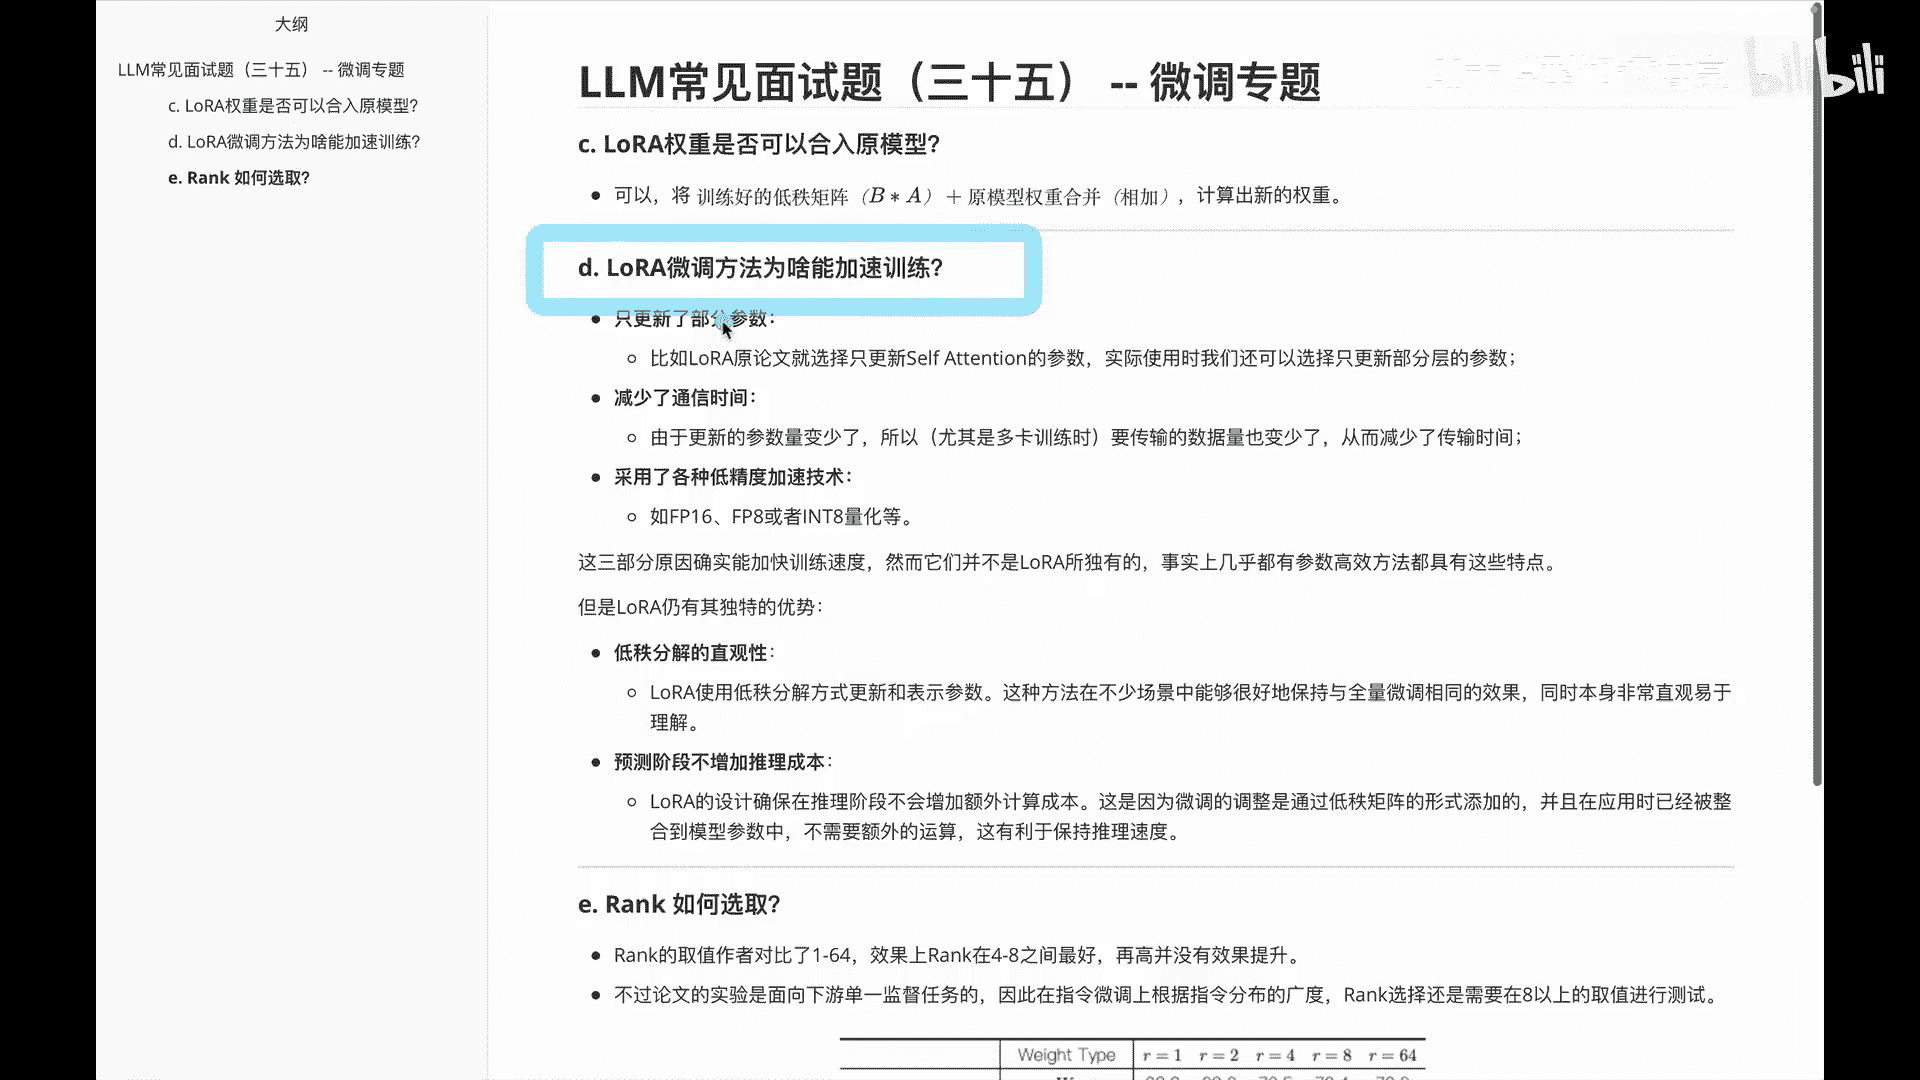 大纲
LLM常见面试题（三十五） -- 微调专题
c. LoRA权重是否可以合入原模型?
d. LoRA微调方法为啥能加速训练?
e. Rank 如何选取?
LLM常见面试题（三十五） -- 微调专题
bilibili
c. LoRA权重是否可以合入原模型?
可以，将 训练好的低秩矩阵（B * A）+ 原模型权重合并（相加），计算出新的权重。
d. LoRA微调方法为啥能加速训练?
只更新了部分参数：
比如LoRA原论文就选择只更新Self Attention的参数，实际使用时我们还可以选择只更新部分层的参数；
减少了通信时间：
由于更新的参数量变少了，所以（尤其是多卡训练时）要传输的数据量也变少了，从而减少了传输时间；
采用了各种低精度加速技术：
如FP16、FP8或者INT8量化等。
这三部分原因确实能加快训练速度，然而它们并不是LoRA所独有的，事实上几乎都有参数高效方法都具有这些特点。
但是LoRA仍有其独特的优势：
低秩分解的直观性：
LoRA使用低秩分解方式更新和表示参数。这种方法在不少场景中能够很好地保持与全量微调相同的效果，同时本身非常直观易于
理解。
预测阶段不增加推理成本：
LoRA的设计确保在推理阶段不会增加额外计算成本。这是因为微调的调整是通过低秩矩阵的形式添加的，并且在应用时已经被整
合到模型参数中，不需要额外的运算，这有利于保持推理速度。
e. Rank 如何选取?
Rank的取值作者对比了1-64，效果上Rank在4-8之间最好，再高并没有效果提升。
不过论文的实验是面向下游单一监督任务的，因此在指令微调上根据指令分布的广度，Rank选择还是需要在8以上的取值进行测试。
Weight Type r = 1 r = 2 r = 4 r = 8 r = 64